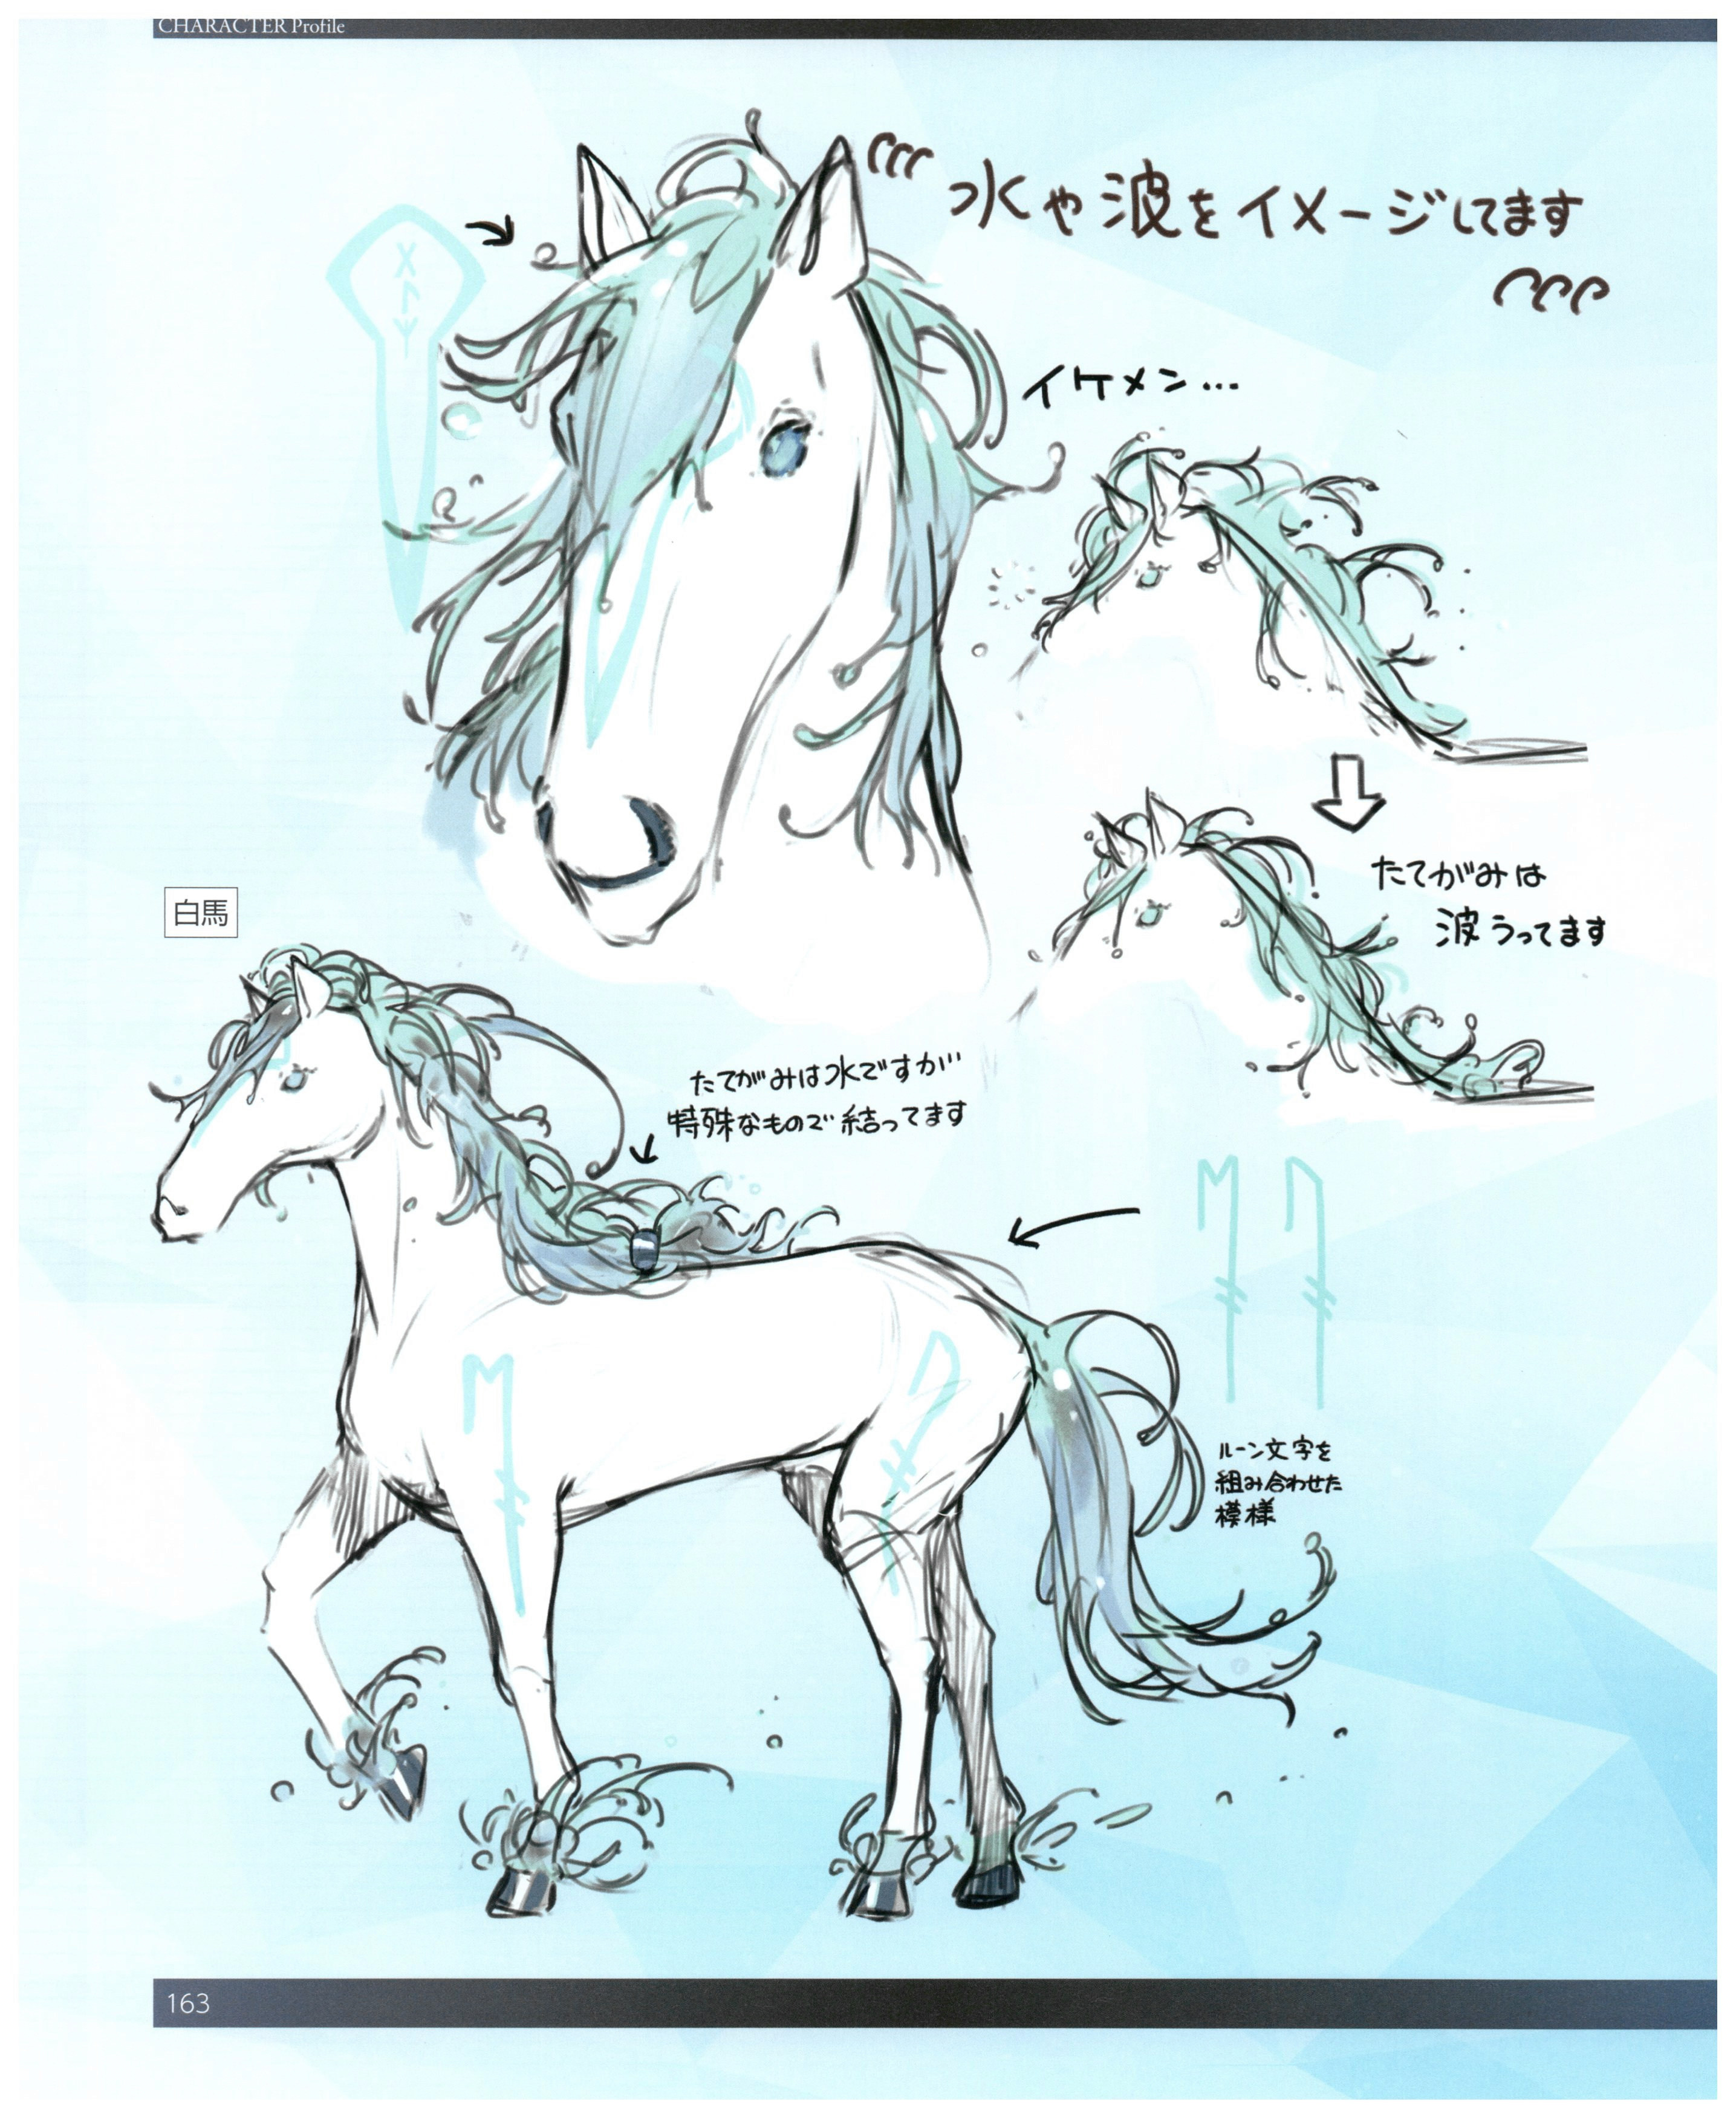 CHARACTER Profile
水や波をイメージしてます
イケメン…
たてがみは
波うってます
白馬
たてがみは水ですが
特殊なもので結ってます
ルーン文字を
組み合わせた
模様
163